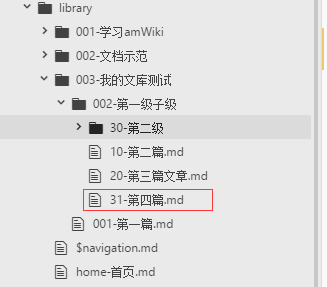 library
001-学习amWiki
002-文档示范
003-我的文库测试
002-第一级子级
30-第二级
10-第二篇.md
20-第三篇文章.md
31-第四篇.md
001-第一篇.md
$navigation.md
home-首页.md